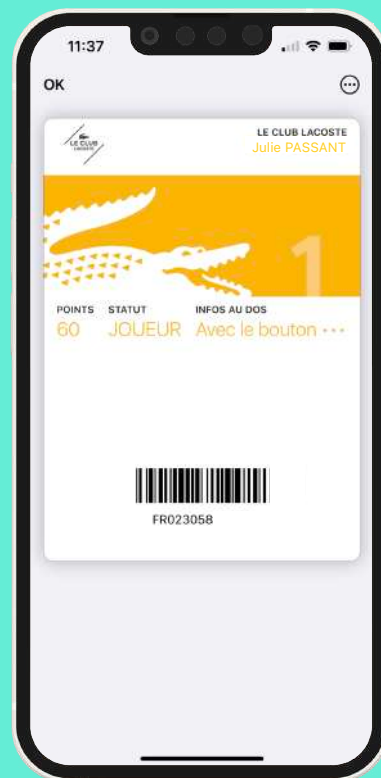 11:37
OK
LE CLUB
LACOSTE
LE CLUB LACOSTE
Julie PASSANT
1
POINTS STATUT INFOS AU DOS
60 JOUEUR Avec le bouton ···
FR023058